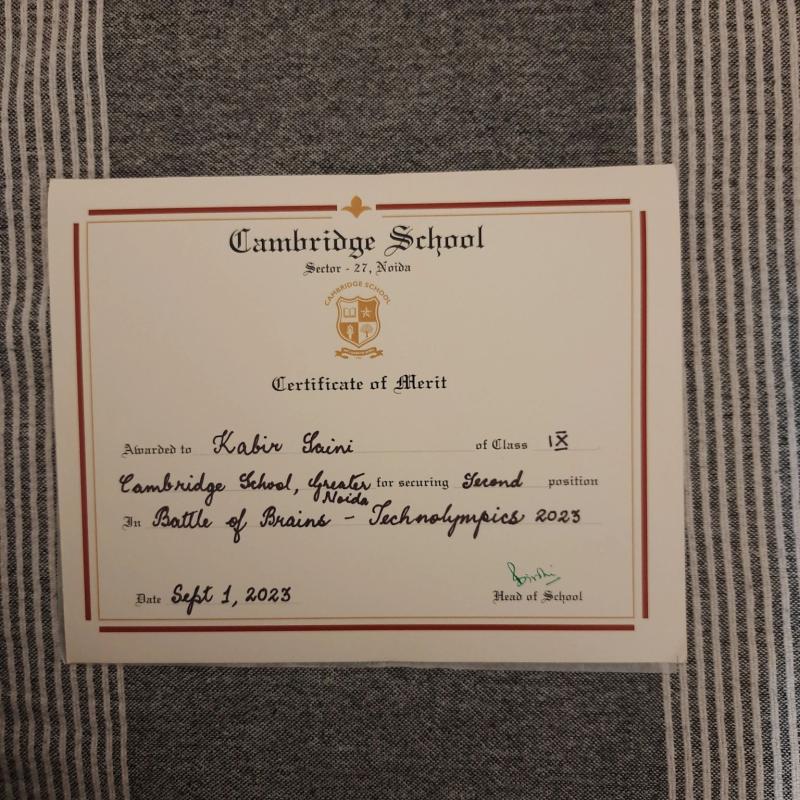 Cambridge School
Sector - 27, Noida
CAMBRIDGE SCHOOL
Certificate of Merit
Awarded to Kabir Saini of Class IX
Cambridge School, Greater Noida for securing Second position
In Battle of Brains - Technolympics 2023
Date Sept 1, 2023
Head of School